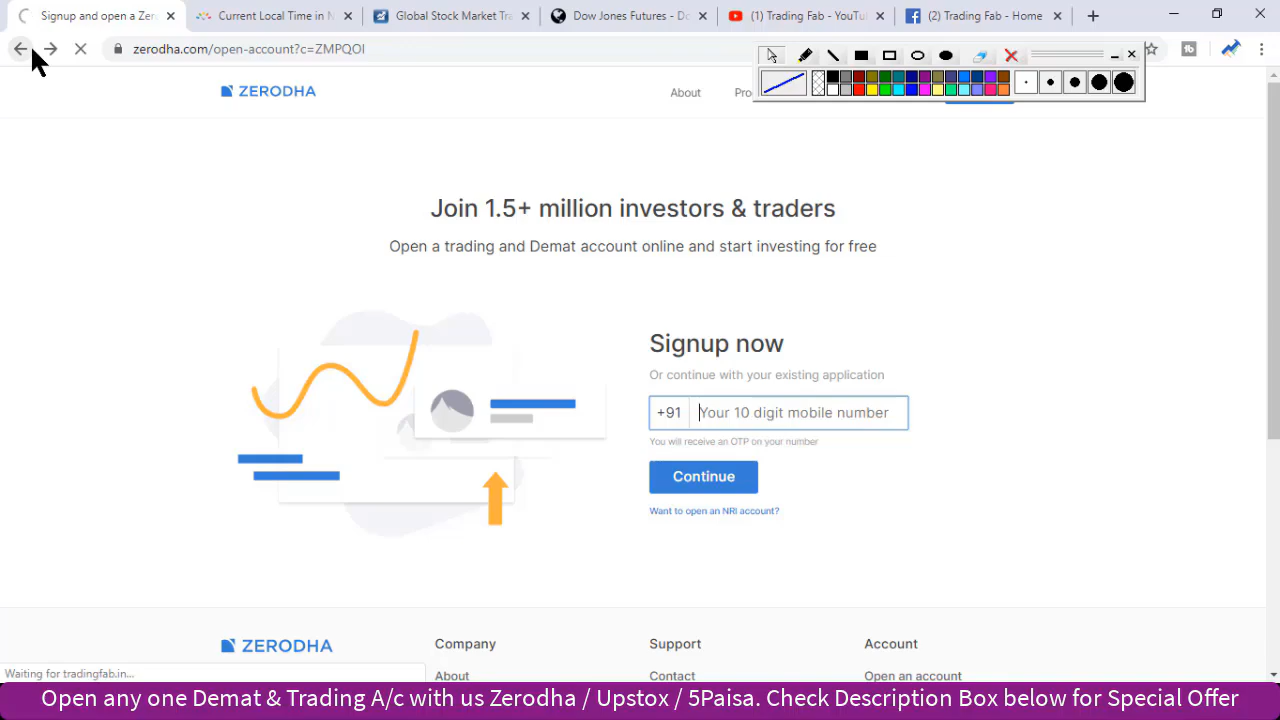 Signup and open a Zer
Current Local Time in N
Global Stock Market Tra
Dow Jones Futures - Do
(1) Trading Fab - YouTu
(2) Trading Fab - Home
zerodha.com/open-account?c=ZMPQOI
ZERODHA
About
Pro
Join 1.5+ million investors & traders
Open a trading and Demat account online and start investing for free
Signup now
Or continue with your existing application
+91 Your 10 digit mobile number
You will receive an OTP on your number
Continue
Want to open an NRI account?
ZERODHA
Company
Support
Account
About
Contact
Open an account
Waiting for tradingfab.in...
Open any one Demat & Trading A/c with us Zerodha / Upstox / 5Paisa. Check Description Box below for Special Offer